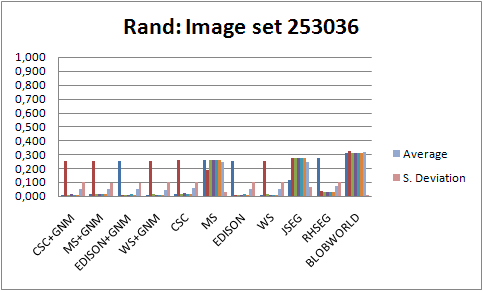 Rand: Image set 253036
1,000
0,900
0,800
0,700
0,600
0,500
0,400
0,300
0,200
0,100
0,000
Average
S. Deviation
CSC+GNM
MS+GNM
EDISON+GNM
WS+GNM
CSC
MS
EDISON
WS
JSEG
RHSEG
BLOBWORLD